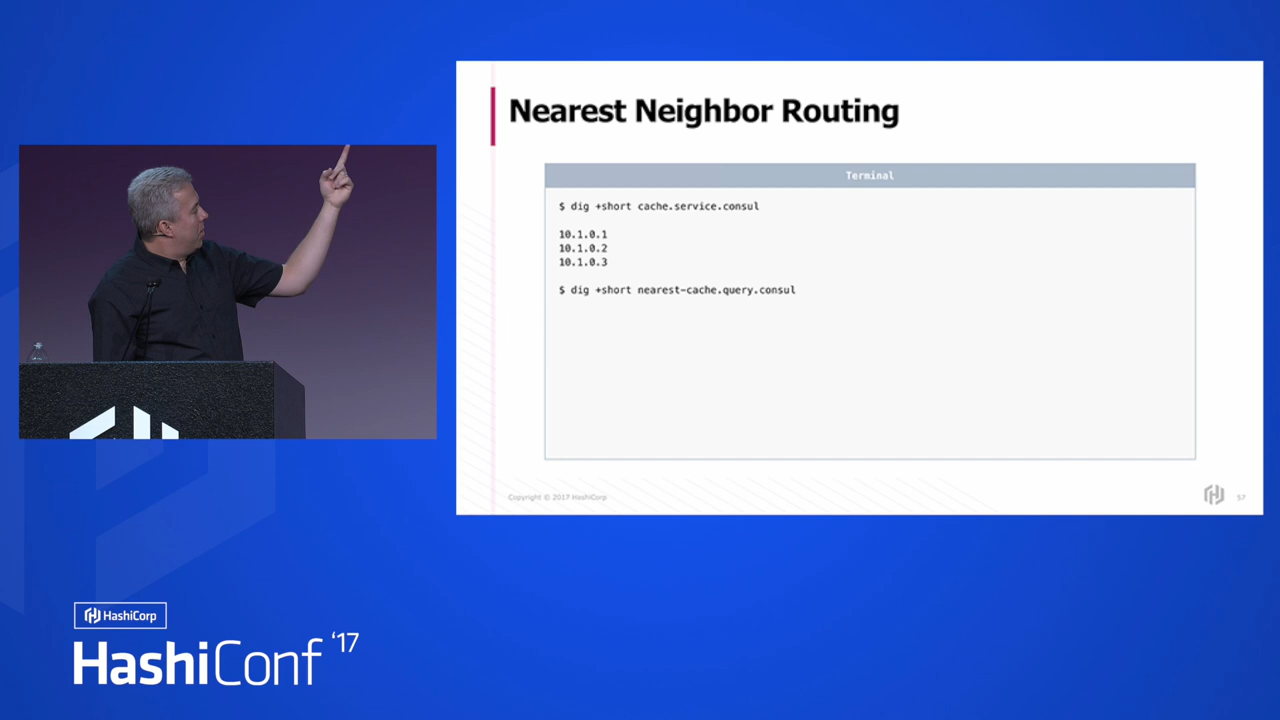 Nearest Neighbor Routing
Terminal
$ dig +short cache.service.consul
10.1.0.1
10.1.0.2
10.1.0.3
$ dig +short nearest-cache.query.consul
Copyright © 2017 HashiCorp
57
HashiCorp
HashiConf '17